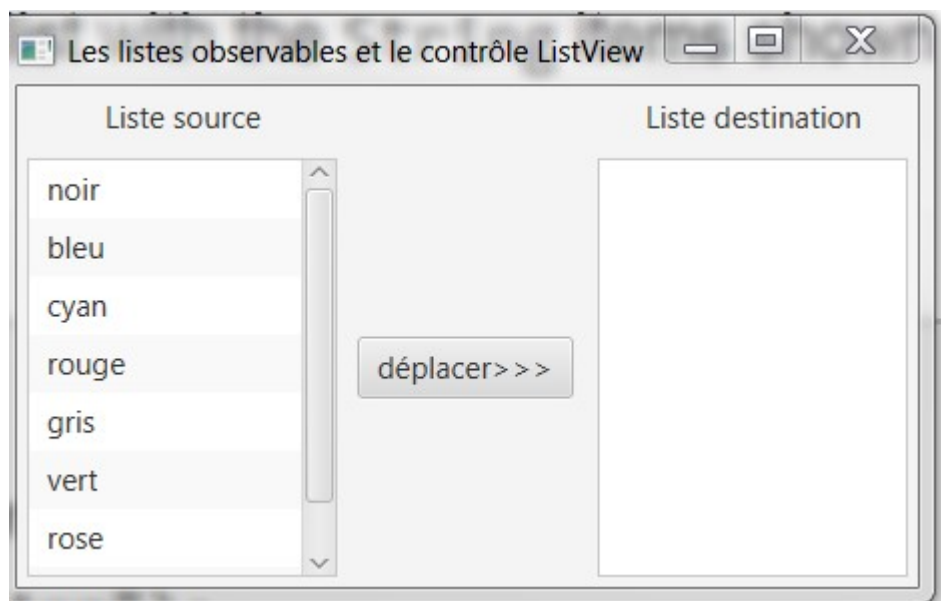 Les listes observables et le contrôle ListView
Liste source
Liste destination
noir
bleu
cyan
rouge
gris
vert
rose
déplacer>>>